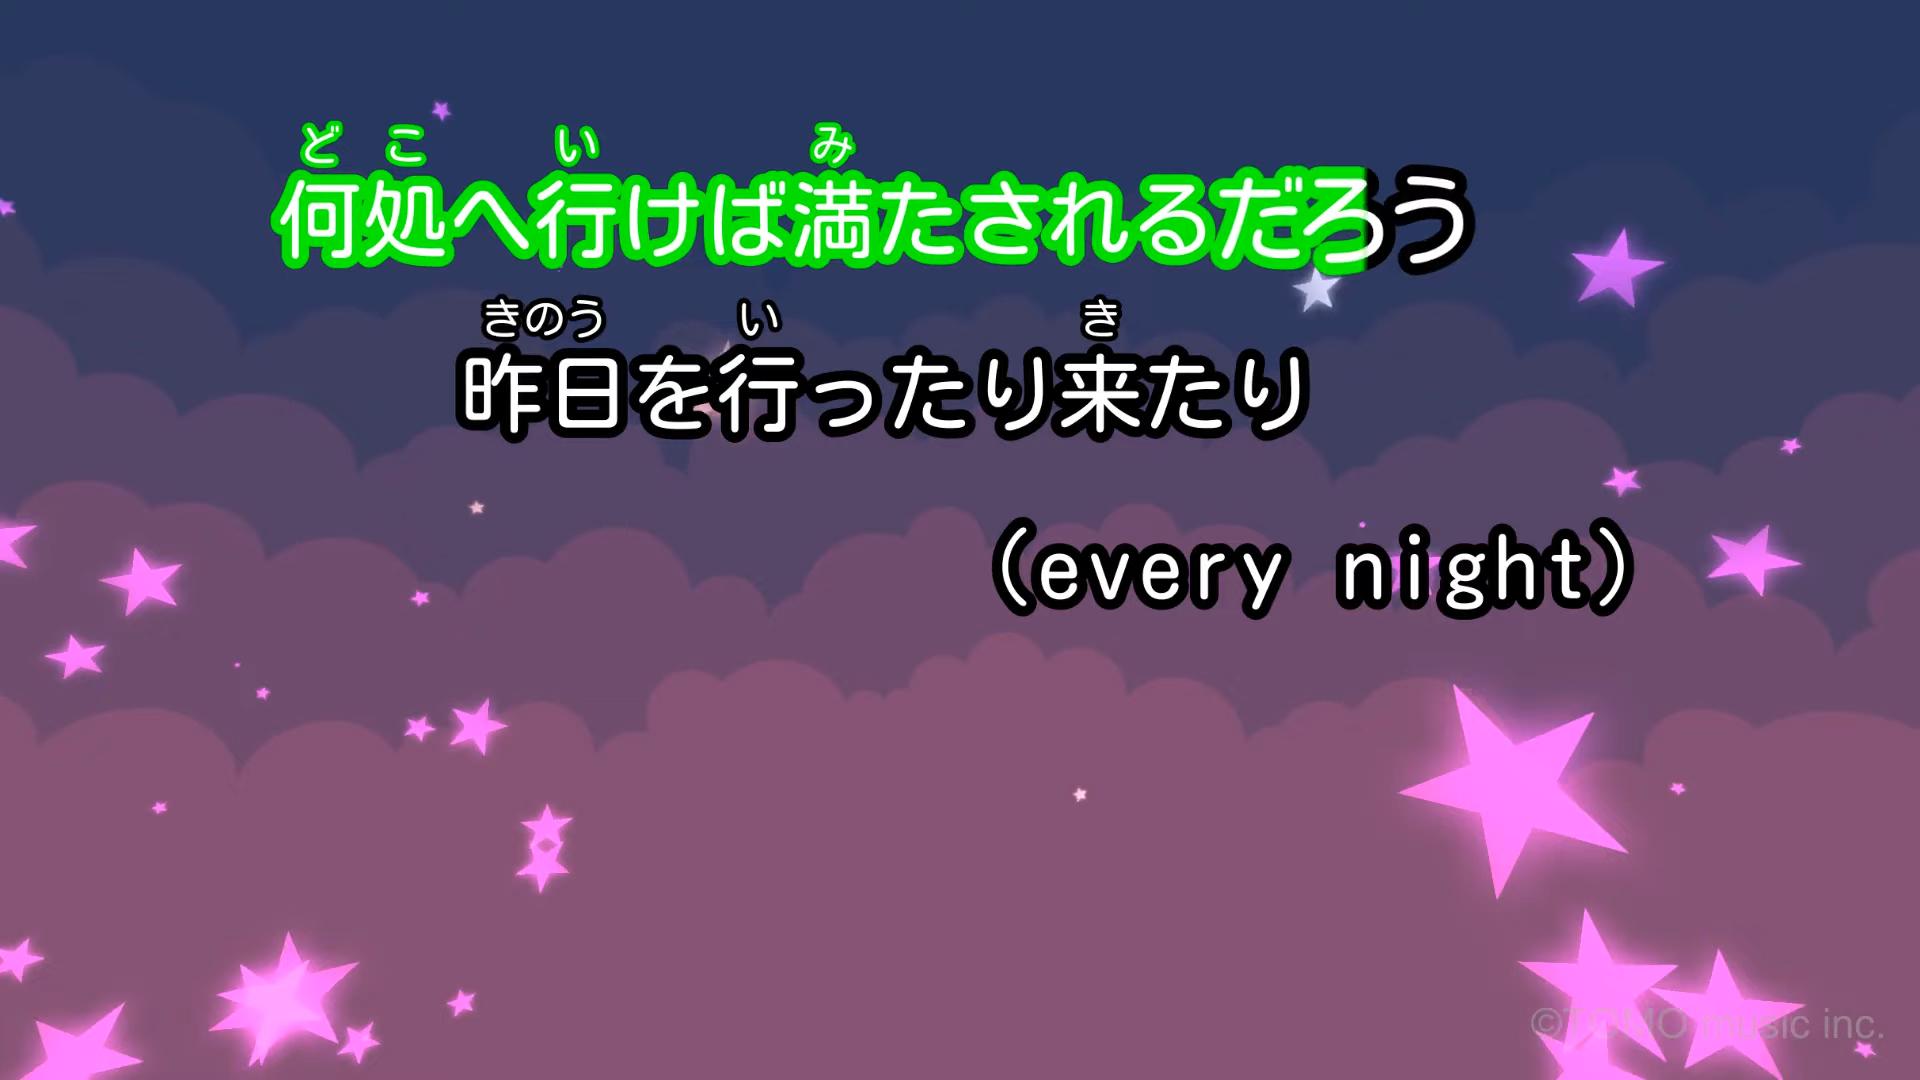 どこ い み
何処へ行けば満たされるだろう
きのう い き
昨日を行ったり来たり
(every night)
©TOMO music inc.